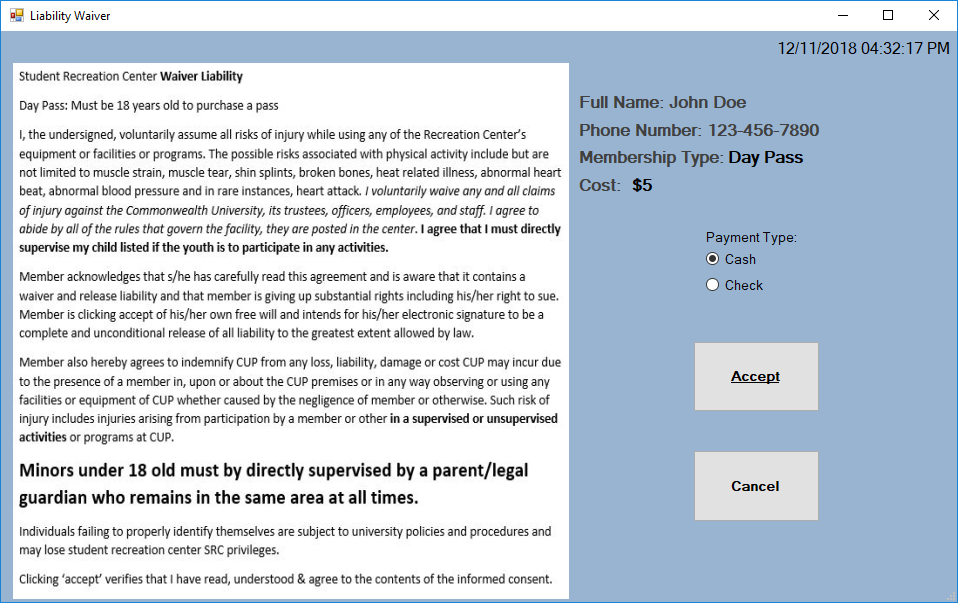 Liability Waiver
12/11/2018 04:32:17 PM
Student Recreation Center Waiver Liability
Day Pass: Must be 18 years old to purchase a pass
I, the undersigned, voluntarily assume all risks of injury while using any of the Recreation Center's
equipment or facilities or programs. The possible risks associated with physical activity include but are
not limited to muscle strain, muscle tear, shin splints, broken bones, heat related illness, abnormal heart
beat, abnormal blood pressure and in rare instances, heart attack. I voluntarily waive any and all claims
of injury against the Commonwealth University, its trustees, officers, employees, and staff. I agree to
abide by all of the rules that govern the facility, they are posted in the center. I agree that I must directly
supervise my child listed if the youth is to participate in any activities.
Member acknowledges that s/he has carefully read this agreement and is aware that it contains a
waiver and release liability and that member is giving up substantial rights including his/her right to sue.
Member is clicking accept of his/her own free will and intends for his/her electronic signature to be a
complete and unconditional release of all liability to the greatest extent allowed by law.
Member also hereby agrees to indemnify CUP from any loss, liability, damage or cost CUP may incur due
to the presence of a member in, upon or about the CUP premises or in any way observing or using any
facilities or equipment of CUP whether caused by the negligence of member or otherwise. Such risk of
injury includes injuries arising from participation by a member or other in a supervised or unsupervised
activities or programs at CUP.
Minors under 18 old must by directly supervised by a parent/legal
guardian who remains in the same area at all times.
Individuals failing to properly identify themselves are subject to university policies and procedures and
may lose student recreation center SRC privileges.
Clicking 'accept' verifies that I have read, understood & agree to the contents of the informed consent.
Full Name: John Doe
Phone Number: 123-456-7890
Membership Type: Day Pass
Cost: $5
Payment Type:
Cash
Check
Accept
Cancel